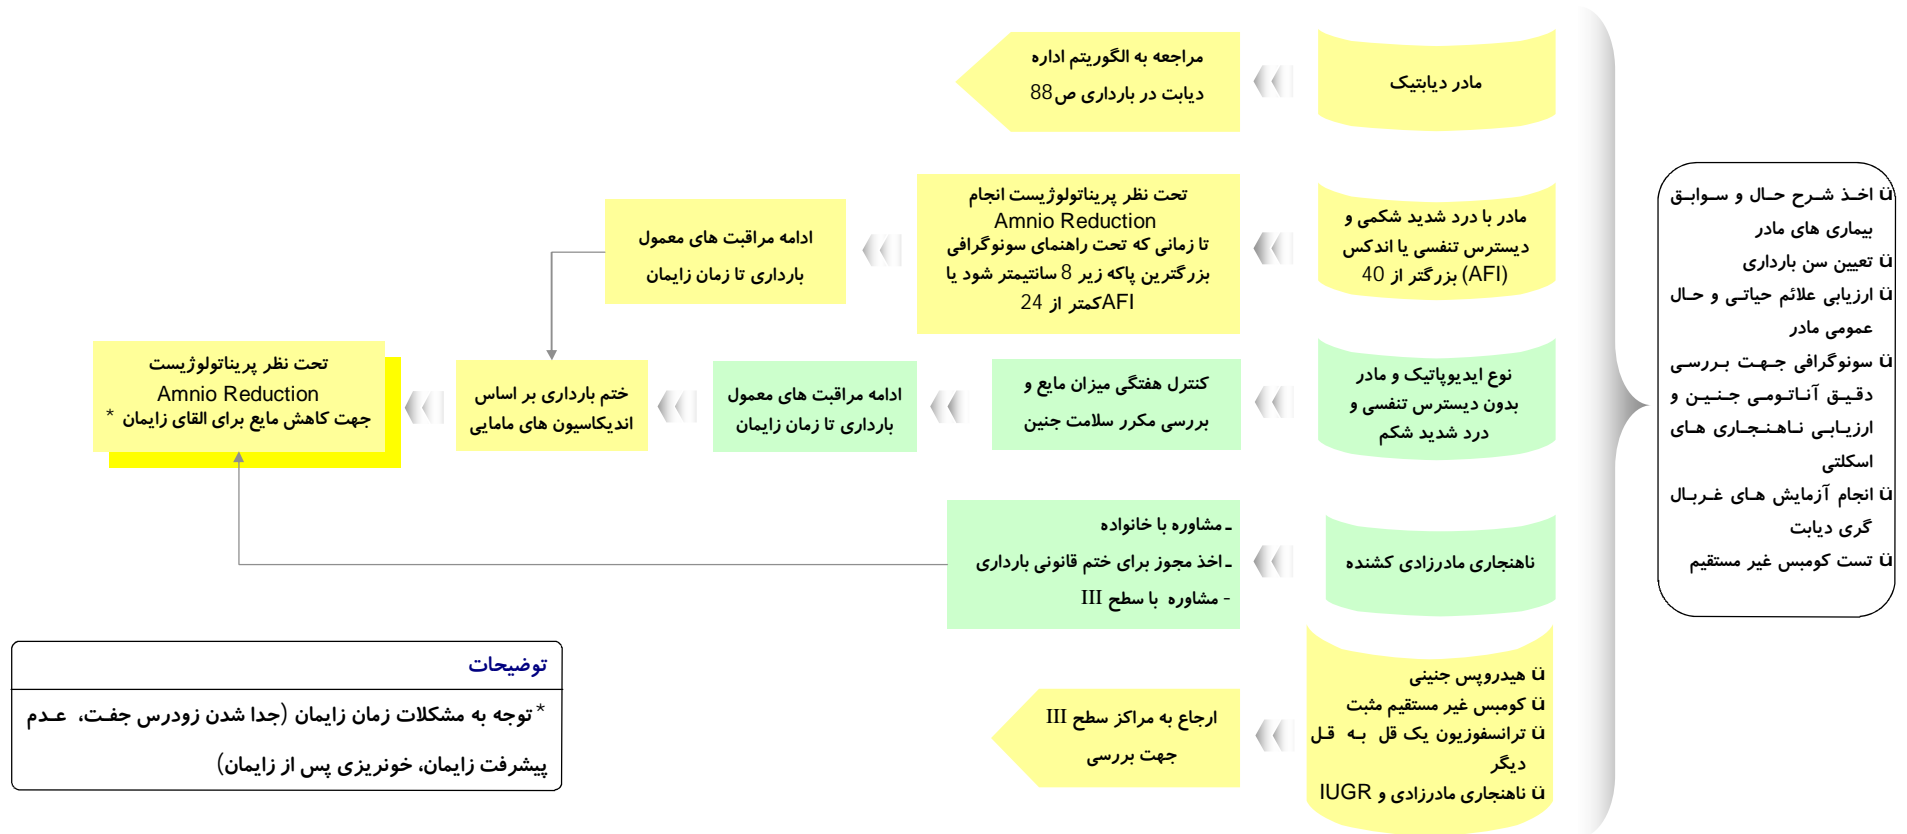 ü اخذ شرح حال و سوابق
بیماری های مادر
ü تعیین سن بارداری
ü ارزیابی علائم حیاتی و حال
عمومی مادر
ü سونوگرافی جهت بررسی
دقیق آناتومی جنین و
ارزیابی ناهنجاری های
اسکلتی
ü انجام آزمایش های غربال
گری دیابت
ü تست کومبس غیر مستقیم
مادر دیابتیک
مراجعه به الگوریتم اداره
دیابت در بارداری ص88
مادر با درد شدید شکمی و
دیسترس تنفسی یا اندکس
(AFI) بزرگتر از 40
تحت نظر پریناتولوژیست انجام
Amnio Reduction
تا زمانی که تحت راهنمای سونوگرافی
بزرگترین پاکه زیر 8 سانتیمتر شود یا
AFIکمتر از 24
ادامه مراقبت های معمول
بارداری تا زمان زایمان
نوع ایدیوپاتیک و مادر
بدون دیسترس تنفسی و
درد شدید شکم
کنترل هفتگی میزان مایع و
بررسی مکرر سلامت جنین
ادامه مراقبت های معمول
بارداری تا زمان زایمان
ختم بارداری بر اساس
اندیکاسیون های مامایی
تحت نظر پریناتولوژیست
Amnio Reduction
جهت کاهش مایع برای القای زایمان *
ناهنجاری مادرزادی کشنده
ـ مشاوره با خانواده
ـ اخذ مجوز برای ختم قانونی بارداری
- مشاوره با سطح III
ü هیدروپس جنینی
ü کومبس غیر مستقیم مثبت
ü ترانسفوزیون یک قل به قل
دیگر
ü ناهنجاری مادرزادی و IUGR
ارجاع به مراکز سطح III
جهت بررسی
توضیحات
* توجه به مشکلات زمان زایمان (جدا شدن زودرس جفت، عدم
پیشرفت زایمان، خونریزی پس از زایمان)